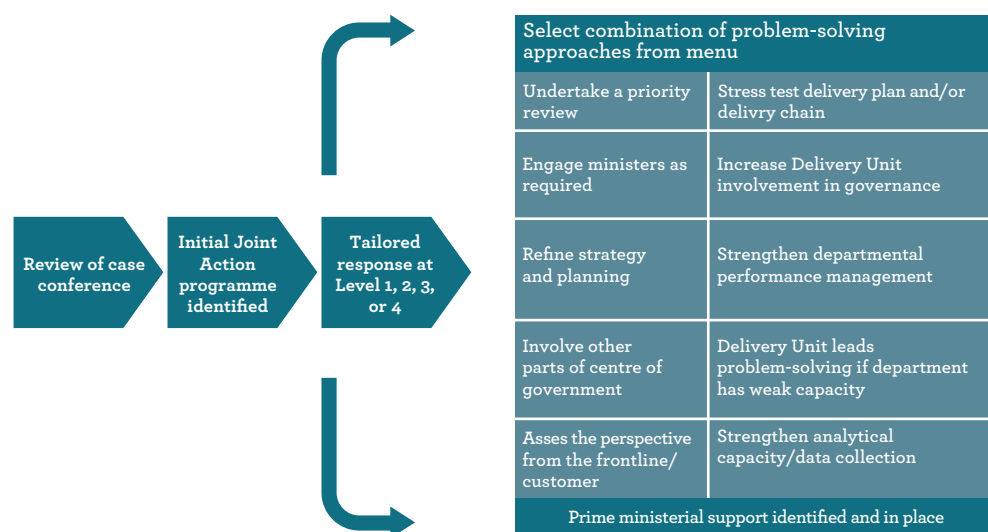 Select combination of problem-solving
approaches from menu
Undertake a priority
review
Stress test delivery plan and/or
delivry chain
Engage ministers as
required
Increase Delivery Unit
involvement in governance
Review of case
conference
Initial Joint
Action
programme
identified
Tailored
response at
Level 1, 2, 3,
or 4
Refine strategy
and planning
Strengthen departmental
performance management
Involve other
parts of centre of
government
Delivery Unit leads
problem-solving if department
has weak capacity
Asses the perspective
from the frontline/
customer
Strengthen analytical
capacity/data collection
Prime ministerial support identified and in place